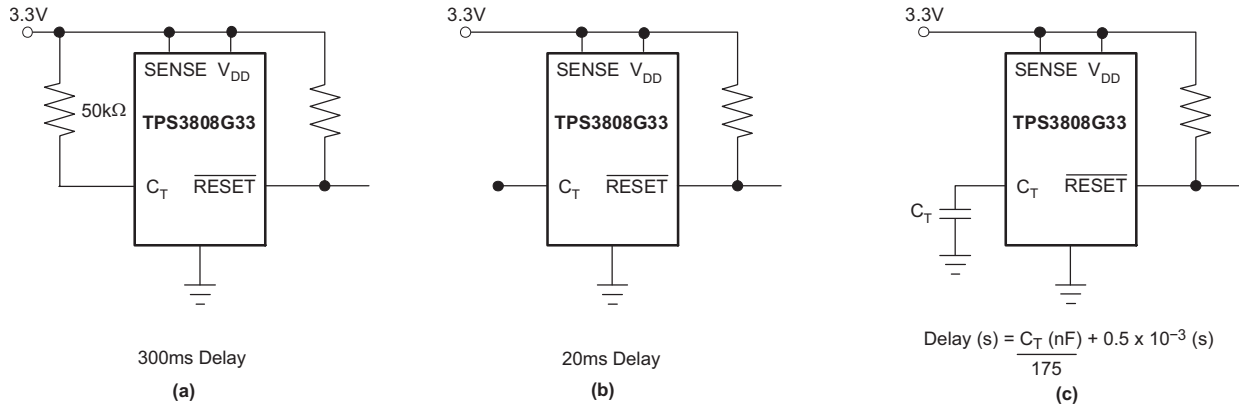 3.3V
SENSE V_DD
50kΩ
TPS3808G33
C_T RESET
300ms Delay
(a)
3.3V
SENSE V_DD
TPS3808G33
C_T RESET
20ms Delay
(b)
3.3V
SENSE V_DD
TPS3808G33
C_T RESET
C_T
Delay (s) = C_T (nF) + 0.5 x 10⁻³ (s)
175
(c)